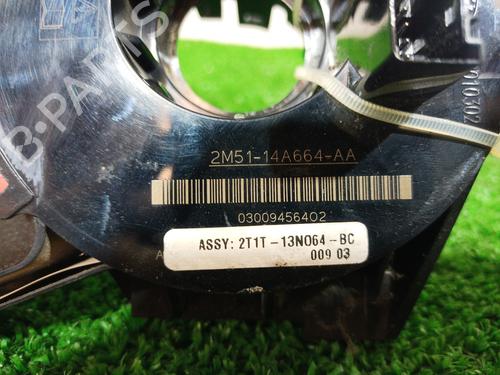 B-PARTS
2M51-14A664-AA
03009456402
ASSY: 2T1T-13N064-BC
009 03